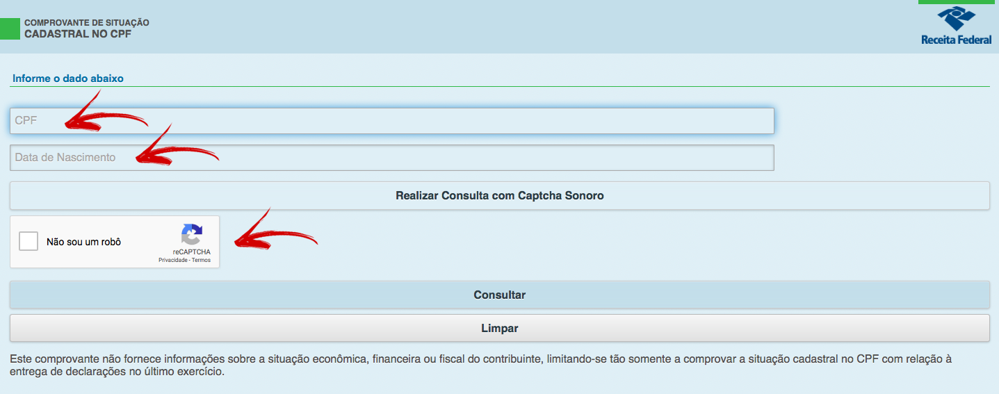 COMPROVANTE DE SITUAÇÃO
CADASTRAL NO CPF
Receita Federal
Informe o dado abaixo
CPF
Data de Nascimento
Realizar Consulta com Captcha Sonoro
Não sou um robô
reCAPTCHA
Privacidade - Termos
Consultar
Limpar
Este comprovante não fornece informações sobre a situação econômica, financeira ou fiscal do contribuinte, limitando-se tão somente a comprovar a situação cadastral no CPF com relação à
entrega de declarações no último exercício.